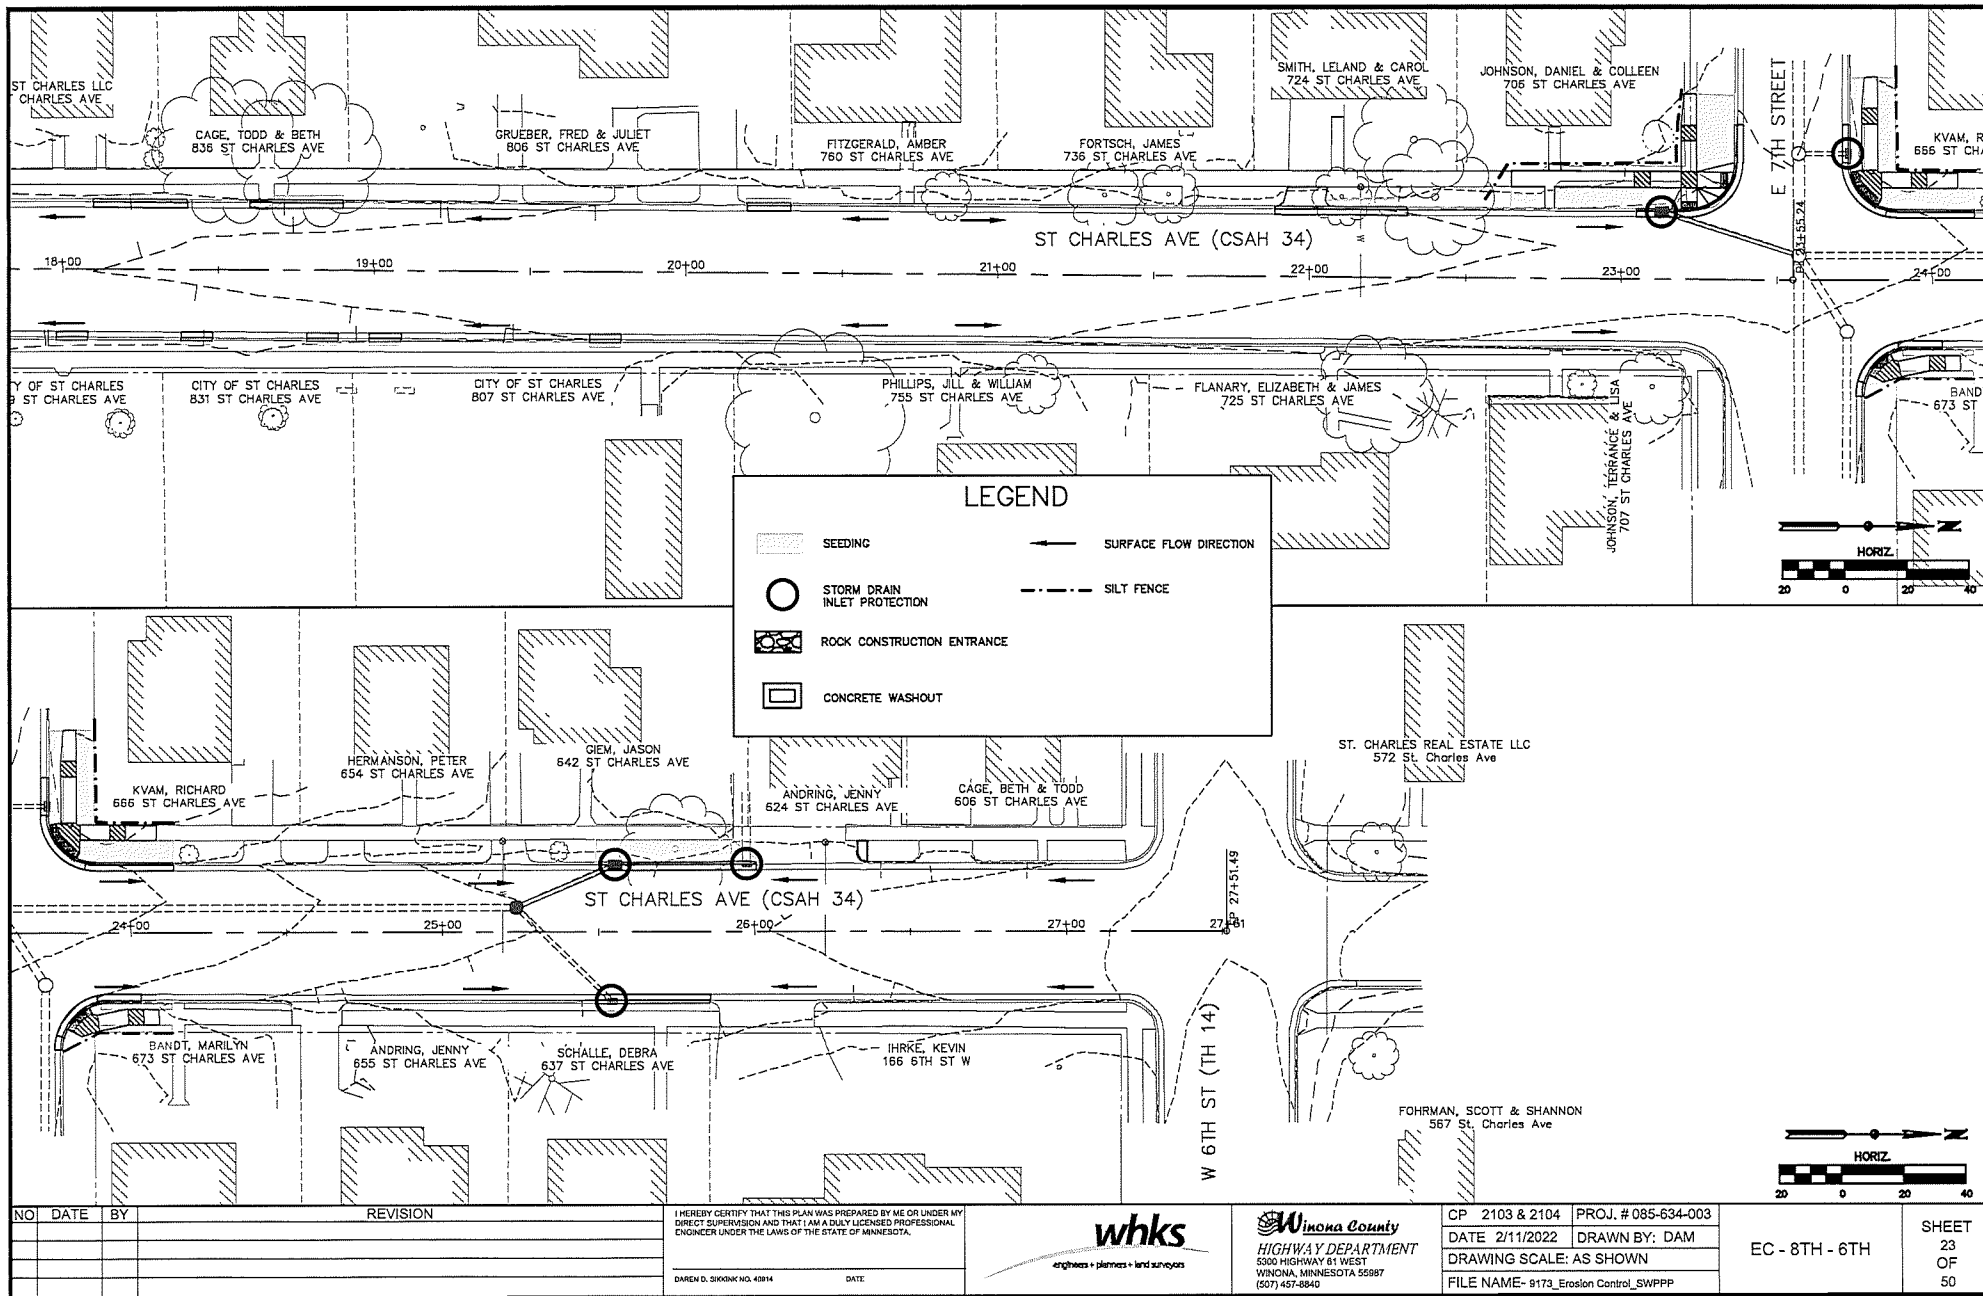 ST CHARLES LLC
CHARLES AVE
CAGE, TODD & BETH
836 ST CHARLES AVE
GRUEBER, FRED & JULIET
806 ST CHARLES AVE
FITZGERALD, AMBER
760 ST CHARLES AVE
FORTSCH, JAMES
736 ST CHARLES AVE
SMITH, LELAND & CAROL
724 ST CHARLES AVE
JOHNSON, DANIEL & COLLEEN
706 ST CHARLES AVE
E 7TH STREET
KVAM, R
666 ST CHA
ST CHARLES AVE (CSAH 34)
PI 23+55.24
18+00
19+00
20+00
21+00
22+00
23+00
24+00
Y OF ST CHARLES
9 ST CHARLES AVE
CITY OF ST CHARLES
831 ST CHARLES AVE
CITY OF ST CHARLES
807 ST CHARLES AVE
PHILLIPS, JILL & WILLIAM
755 ST CHARLES AVE
FLANARY, ELIZABETH & JAMES
725 ST CHARLES AVE
JOHNSON, TERRANCE & LISA
707 ST CHARLES AVE
BAND
673 ST
N
HORIZ.
20 0 20 40
LEGEND
SEEDING
SURFACE FLOW DIRECTION
STORM DRAIN
INLET PROTECTION
SILT FENCE
ROCK CONSTRUCTION ENTRANCE
CONCRETE WASHOUT
KVAM, RICHARD
666 ST CHARLES AVE
HERMANSON, PETER
654 ST CHARLES AVE
GIEM, JASON
642 ST CHARLES AVE
ANDRING, JENNY
624 ST CHARLES AVE
CAGE, BETH & TODD
606 ST CHARLES AVE
ST. CHARLES REAL ESTATE LLC
572 St. Charles Ave
ST CHARLES AVE (CSAH 34)
24+00
25+00
26+00
27+00
27+51
EP 27+51.49
BANDT, MARILYN
673 ST CHARLES AVE
ANDRING, JENNY
655 ST CHARLES AVE
SCHALLE, DEBRA
637 ST CHARLES AVE
IHRKE, KEVIN
166 6TH ST W
W 6TH ST (TH 14)
FOHRMAN, SCOTT & SHANNON
567 St. Charles Ave
N
HORIZ.
20 0 20 40
NO DATE BY REVISION
I HEREBY CERTIFY THAT THIS PLAN WAS PREPARED BY ME OR UNDER MY
DIRECT SUPERVISION AND THAT I AM A DULY LICENSED PROFESSIONAL
ENGINEER UNDER THE LAWS OF THE STATE OF MINNESOTA.
DAREN D. SIKKINK NO. 40914 DATE
whks
engineers + planners + land surveyors
Winona County
HIGHWAY DEPARTMENT
5300 HIGHWAY 61 WEST
WINONA, MINNESOTA 55987
(507) 457-8840
CP 2103 & 2104 PROJ. # 085-634-003
DATE 2/11/2022 DRAWN BY: DAM
DRAWING SCALE: AS SHOWN
FILE NAME- 9173_Erosion Control_SWPPP
EC - 8TH - 6TH
SHEET
23
OF
50